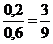 0,2/0,6 = 3/9